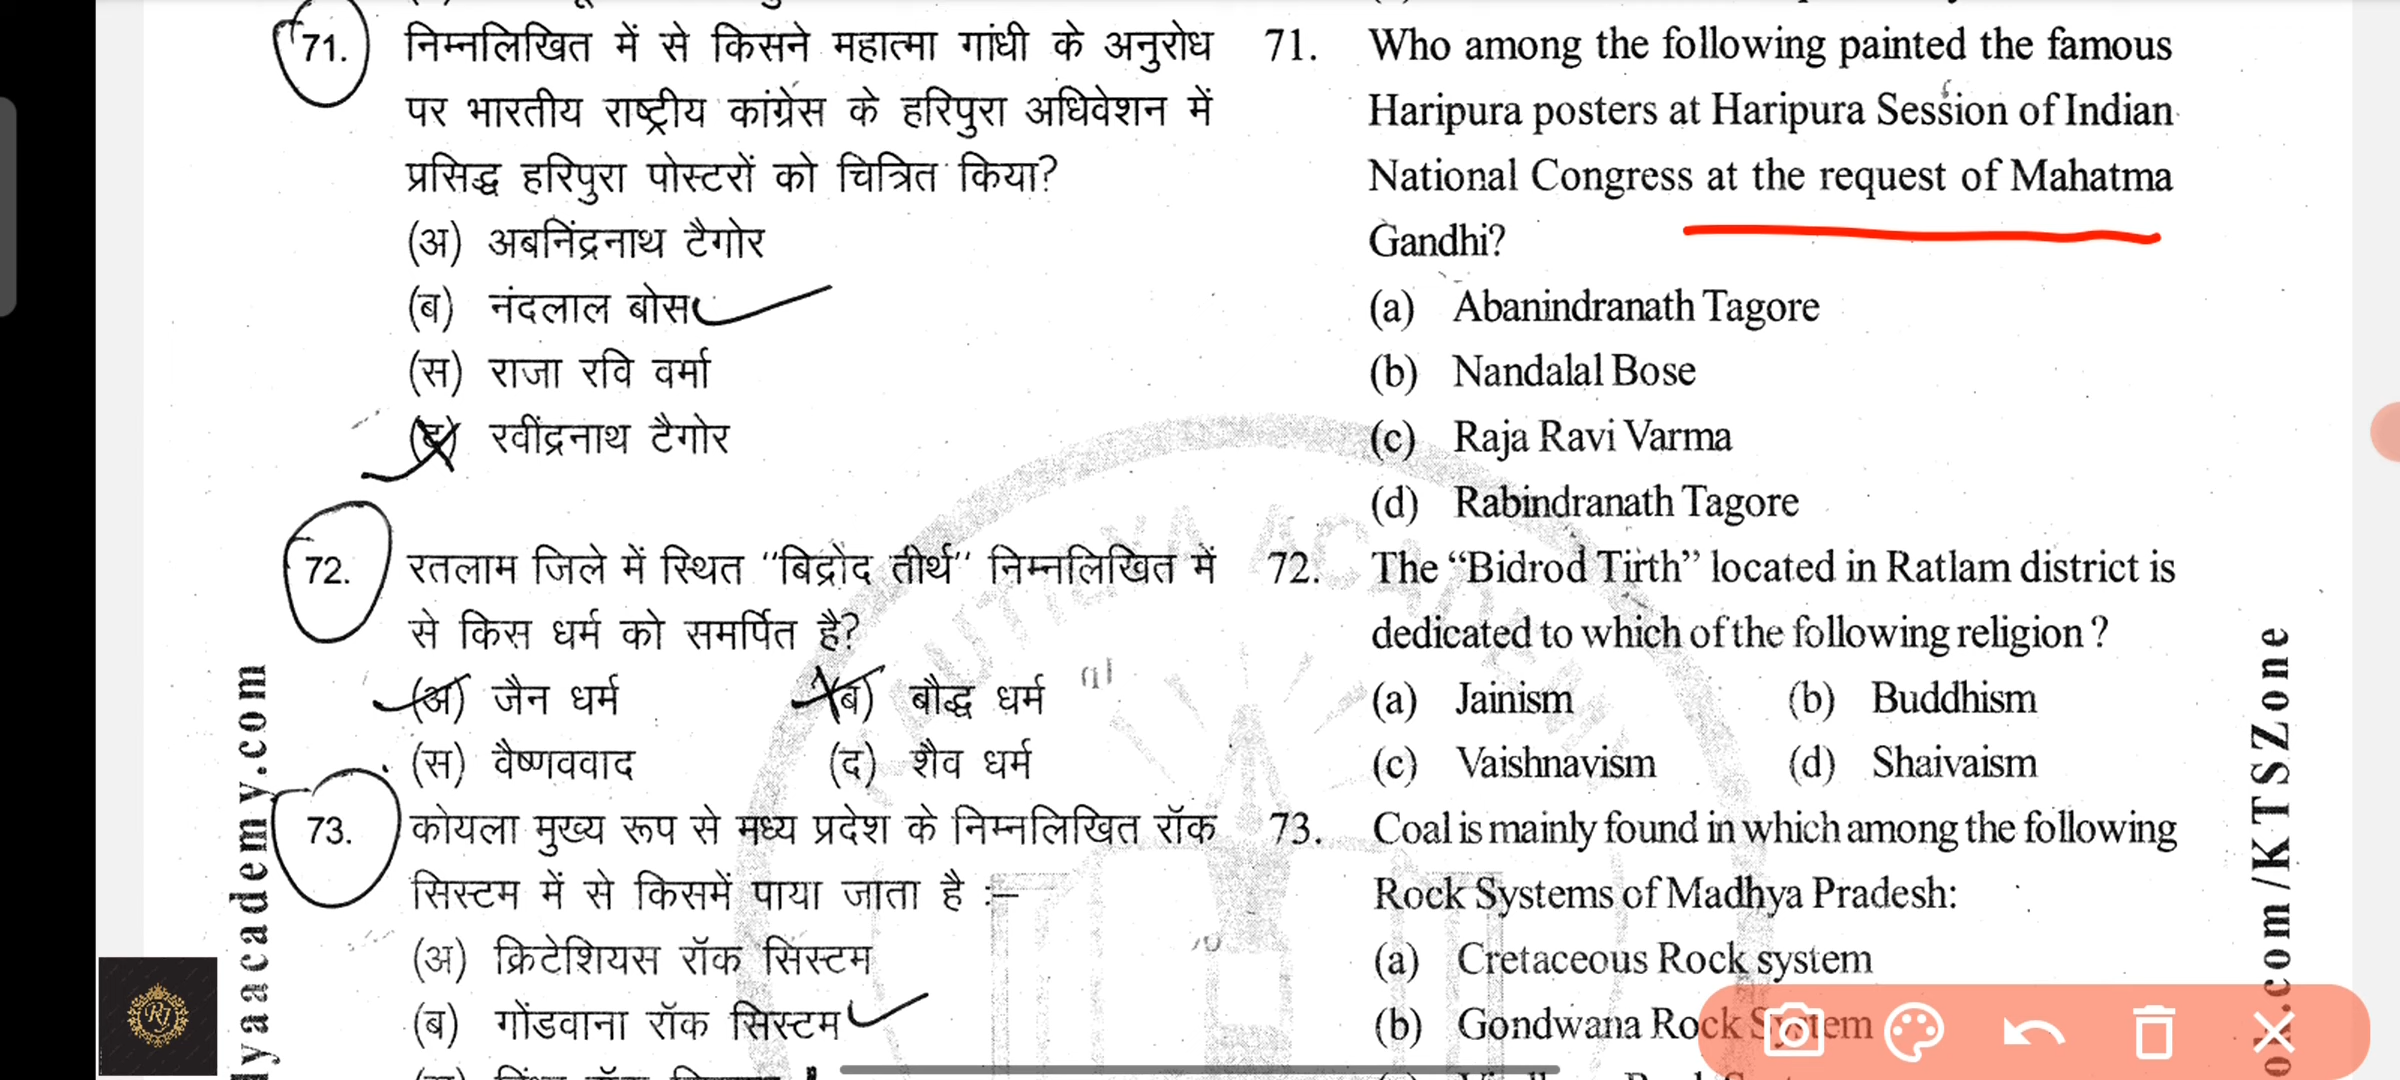 71. निम्नलिखित में से किसने महात्मा गांधी के अनुरोध
पर भारतीय राष्ट्रीय कांग्रेस के हरिपुरा अधिवेशन में
प्रसिद्ध हरिपुरा पोस्टरों को चित्रित किया?
(अ) अबनिंद्रनाथ टैगोर
(ब) नंदलाल बोस
(स) राजा रवि वर्मा
(द) रवींद्रनाथ टैगोर
72. रतलाम जिले में स्थित "बिद्रोद तीर्थ" निम्नलिखित में
से किस धर्म को समर्पित है?
(अ) जैन धर्म (ब) बौद्ध धर्म
(स) वैष्णववाद (द) शैव धर्म
73. कोयला मुख्य रूप से मध्य प्रदेश के निम्नलिखित रॉक
सिस्टम में से किसमें पाया जाता है :–
(अ) क्रिटेशियस रॉक सिस्टम
(ब) गोंडवाना रॉक सिस्टम
71. Who among the following painted the famous
Haripura posters at Haripura Session of Indian
National Congress at the request of Mahatma
Gandhi?
(a) Abanindranath Tagore
(b) Nandalal Bose
(c) Raja Ravi Varma
(d) Rabindranath Tagore
72. The “Bidrod Tirth” located in Ratlam district is
dedicated to which of the following religion ?
(a) Jainism (b) Buddhism
(c) Vaishnavism (d) Shaivaism
73. Coal is mainly found in which among the following
Rock Systems of Madhya Pradesh:
(a) Cretaceous Rock system
(b) Gondwana Rock System
lyaacademy.com
.com/KTSZone
KAUTILYA ACADEMY
RJ